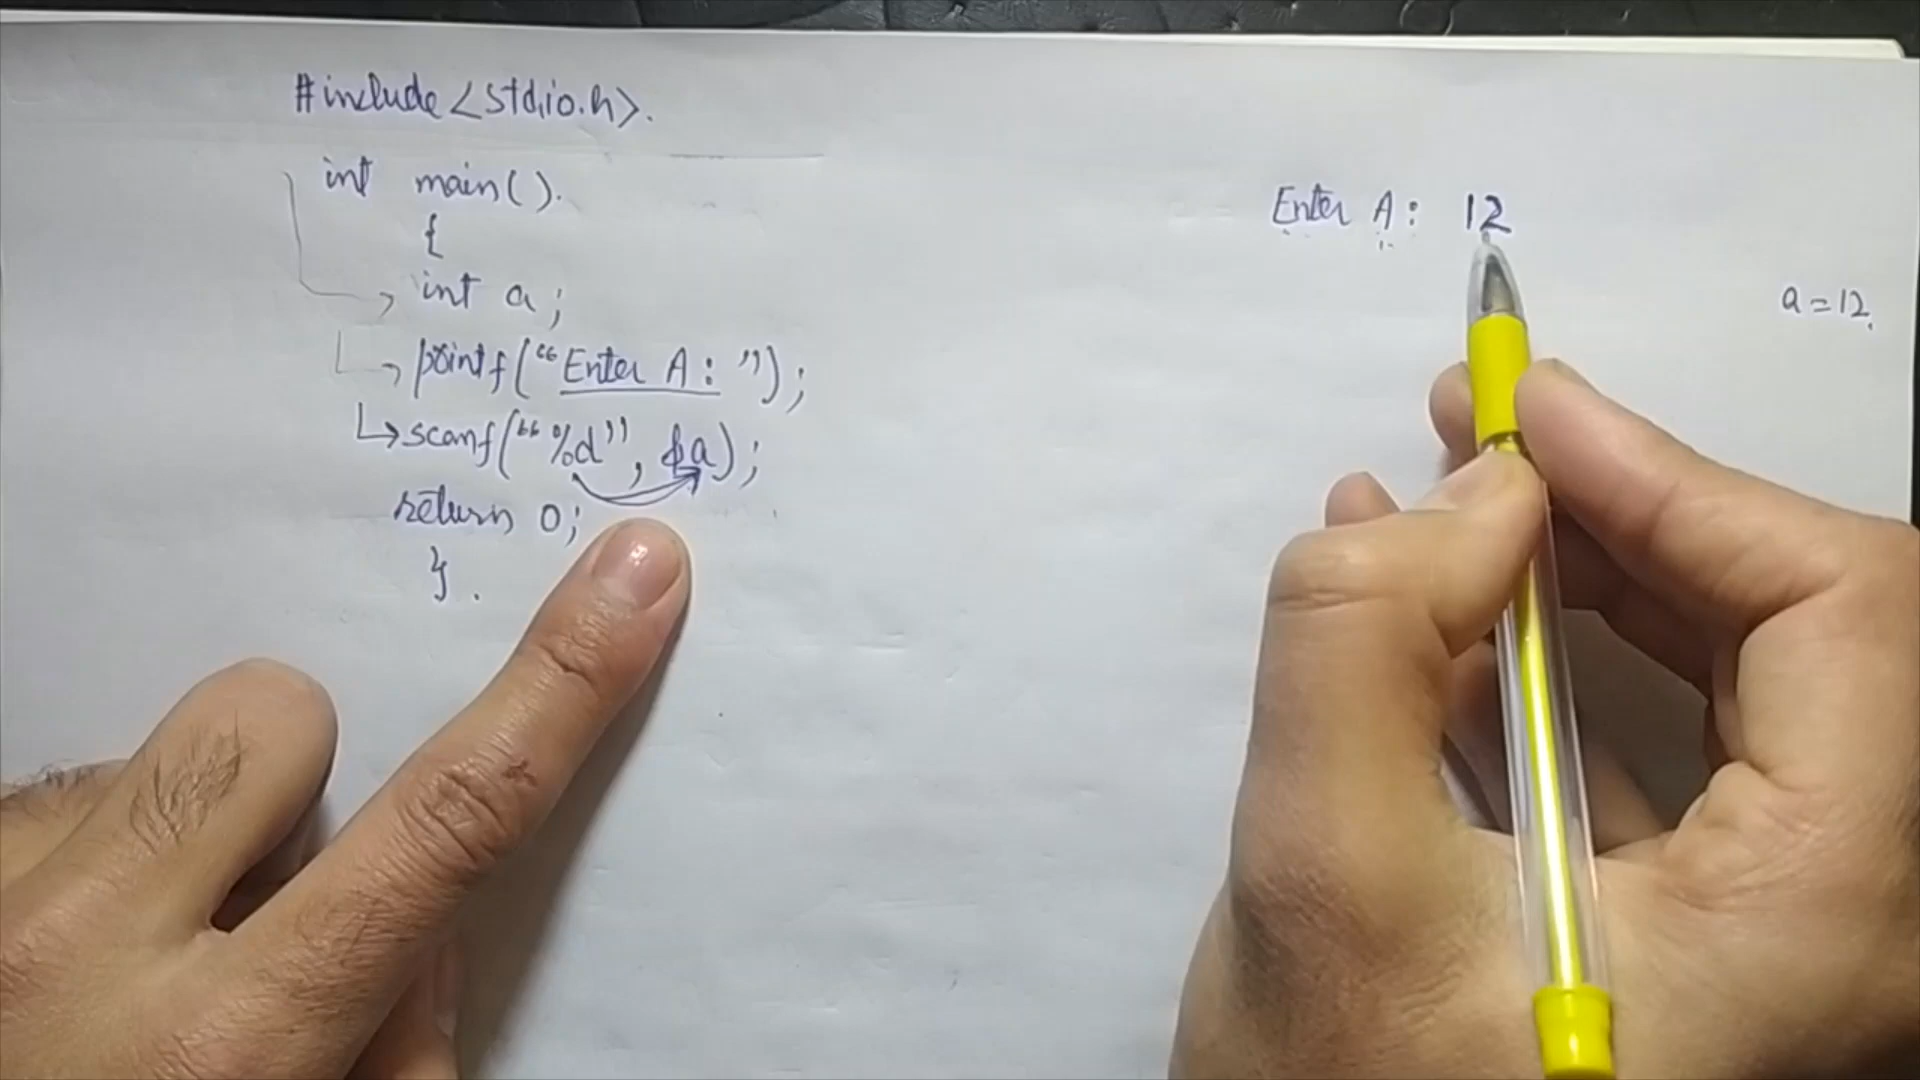 #include<stdio.h>.
int main().
{
int a;
printf("Enter A: ");
scanf("%d", &a);
return 0;
}.
Enter A: 12
a=12.